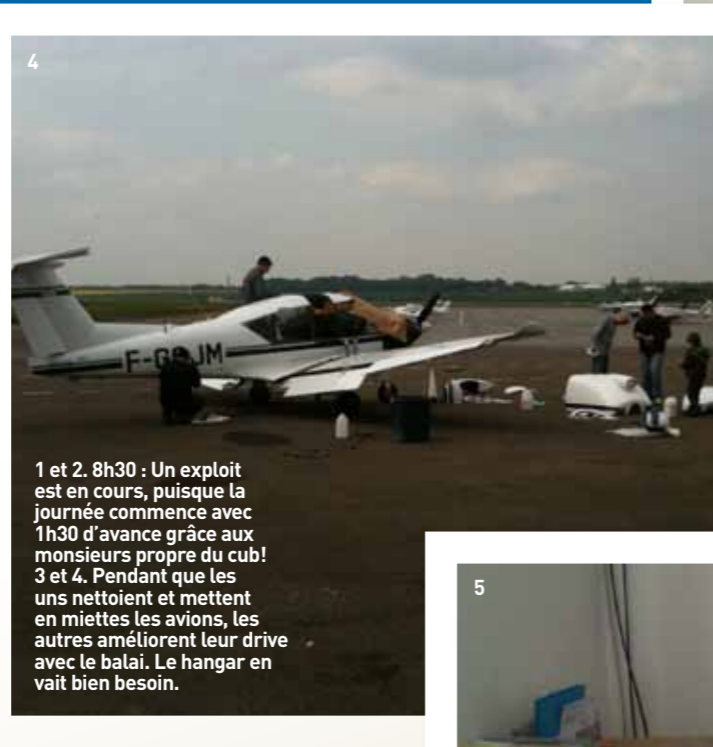 4
F-G
JM
1 et 2. 8h30 : Un exploit
est en cours, puisque la
journée commence avec
1h30 d’avance grâce aux
monsieurs propre du cub!
3 et 4. Pendant que les
uns nettoient et mettent
en miettes les avions, les
autres améliorent leur drive
avec le balai. Le hangar en
vait bien besoin.
5